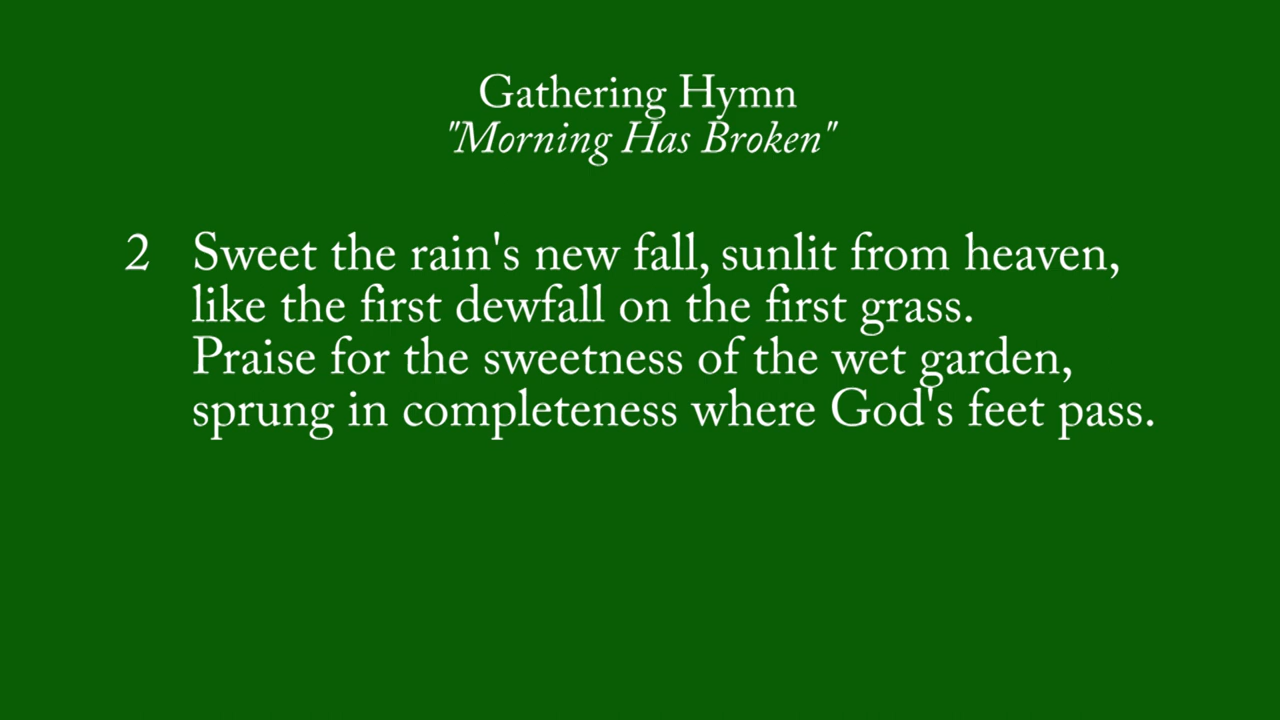 Gathering Hymn
"Morning Has Broken"
2 Sweet the rain's new fall, sunlit from heaven,
like the first dewfall on the first grass.
Praise for the sweetness of the wet garden,
sprung in completeness where God's feet pass.